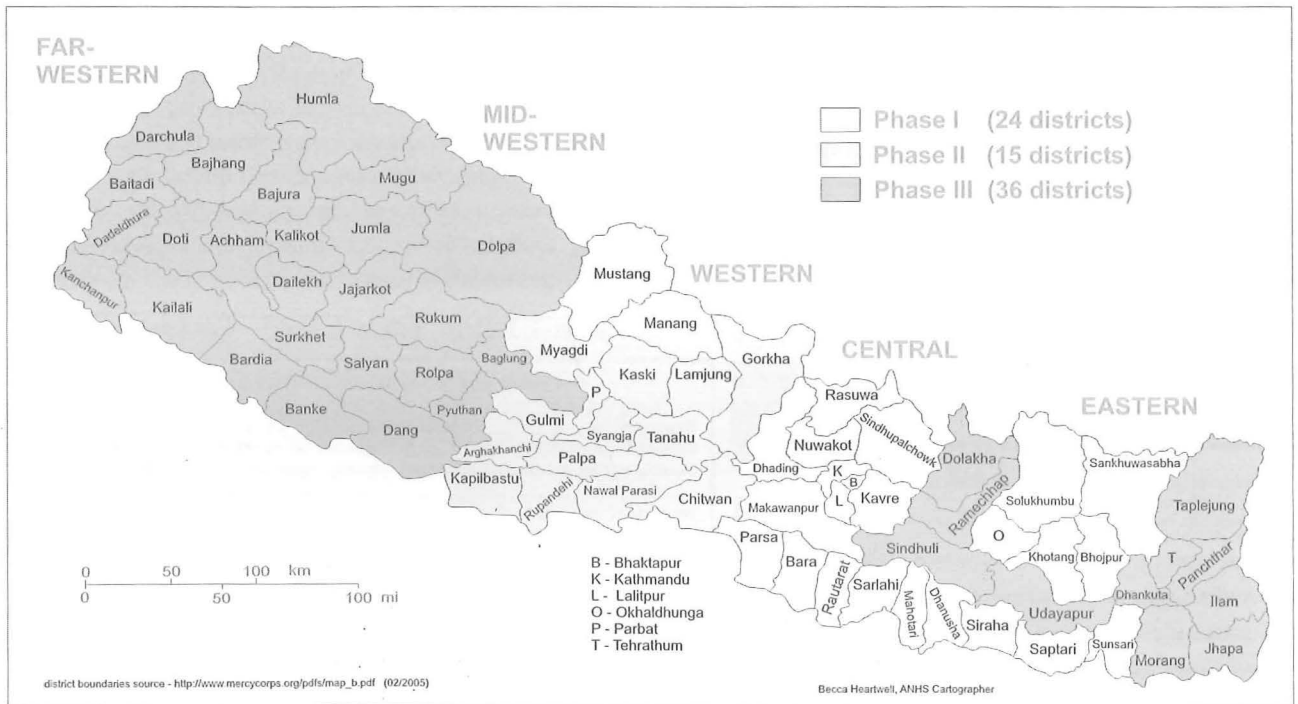 FAR-
WESTERN
MID-
WESTERN
WESTERN
CENTRAL
EASTERN
Phase I (24 districts)
Phase II (15 districts)
Phase III (36 districts)
Humla
Darchula
Bajhang
Baitadi
Bajura
Mugu
Dadeldhura
Doti
Achham
Kalikot
Jumla
Dolpa
Kanchanpur
Kailali
Dailekh
Jajarkot
Surkhet
Rukum
Bardia
Salyan
Rolpa
Baglung
Banke
Dang
Pyuthan
Mustang
Manang
Myagdi
Kaski
Lamjung
Gorkha
P
Gulmi
Syangja
Tanahu
Arghakhanchi
Palpa
Kapilbastu
Rupandehi
Nawal Parasi
Chilwan
Rasuwa
Nuwakot
Sindhupalchowk
Dhading
K
B
L
Kavre
Makawanpur
Parsa
Bara
Rautarat
Sarlahi
Mahotari
Dhanusha
Dolakha
Ramechhap
Sindhuli
Solukhumbu
Sankhuwasabha
O
Khotang
Bhojpur
Taplejung
T
Panchthar
Dhankuta
Ilam
Udayapur
Siraha
Saptari
Sunsari
Morang
Jhapa
0 50 100 km
0 50 100 mi
B - Bhaktapur
K - Kathmandu
L - Lalitpur
O - Okhaldhunga
P - Parbat
T - Tehrathum
district boundaries source - http://www.mercycorps.org/pdfs/map_b.pdf (02/2005)
Becca Heartwell, ANHS Cartographer